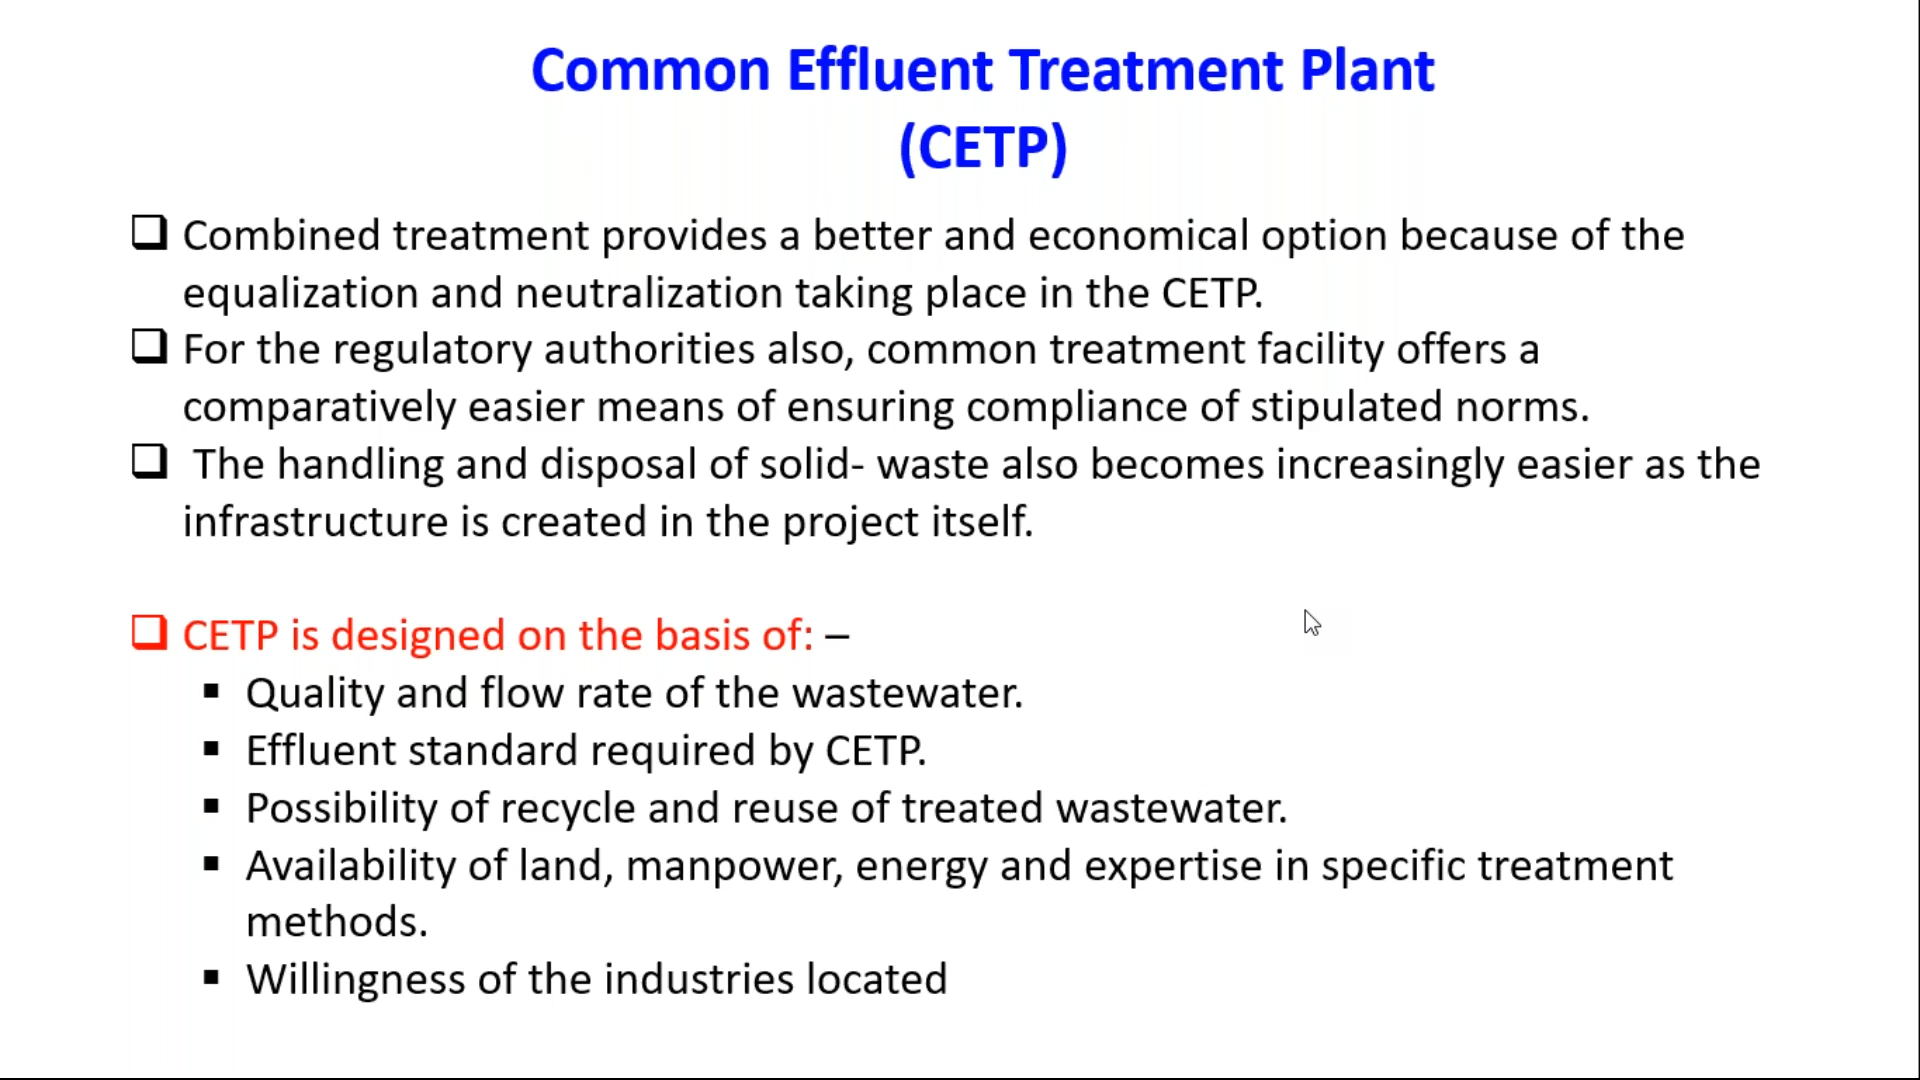 Common Effluent Treatment Plant
(CETP)
❑ Combined treatment provides a better and economical option because of the
equalization and neutralization taking place in the CETP.
❑ For the regulatory authorities also, common treatment facility offers a
comparatively easier means of ensuring compliance of stipulated norms.
❑ The handling and disposal of solid- waste also becomes increasingly easier as the
infrastructure is created in the project itself.
❑ CETP is designed on the basis of: –
▪ Quality and flow rate of the wastewater.
▪ Effluent standard required by CETP.
▪ Possibility of recycle and reuse of treated wastewater.
▪ Availability of land, manpower, energy and expertise in specific treatment
methods.
▪ Willingness of the industries located